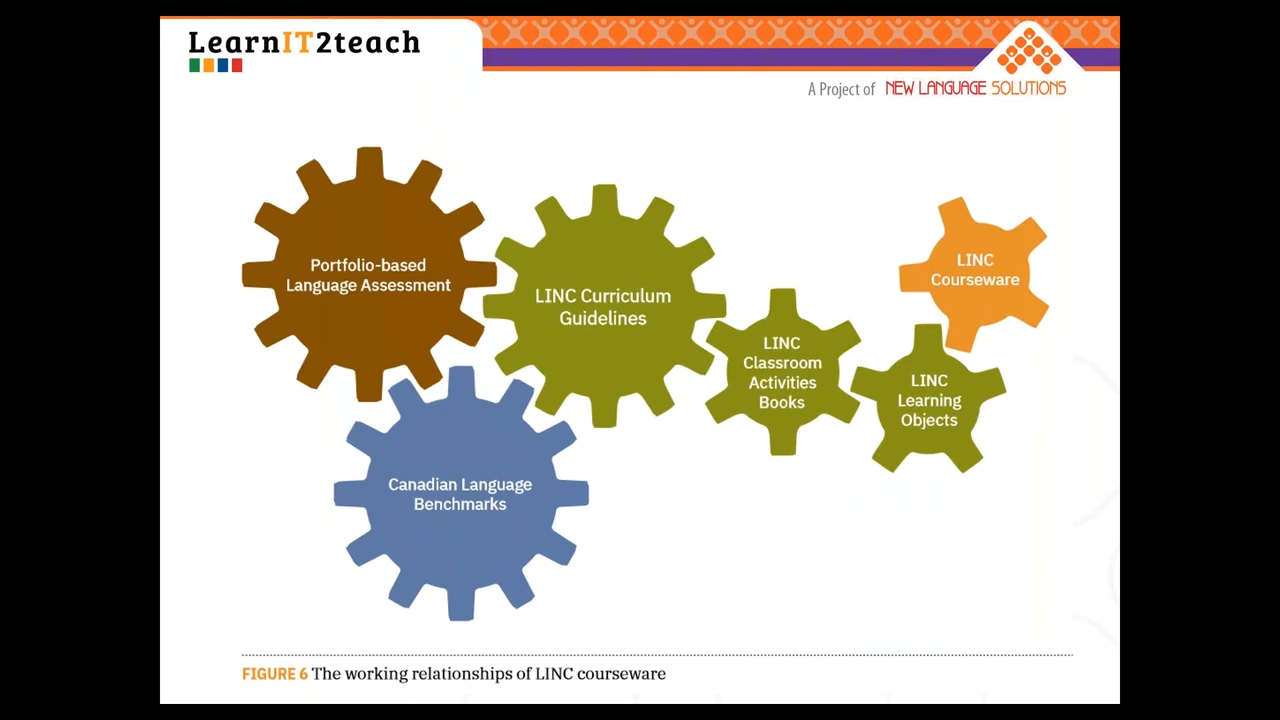 LearnIT2teach
A Project of NEW LANGUAGE SOLUTIONS
Portfolio-based
Language Assessment
LINC Curriculum
Guidelines
LINC
Classroom
Activities
Books
LINC
Learning
Objects
LINC
Courseware
Canadian Language
Benchmarks
FIGURE 6 The working relationships of LINC courseware